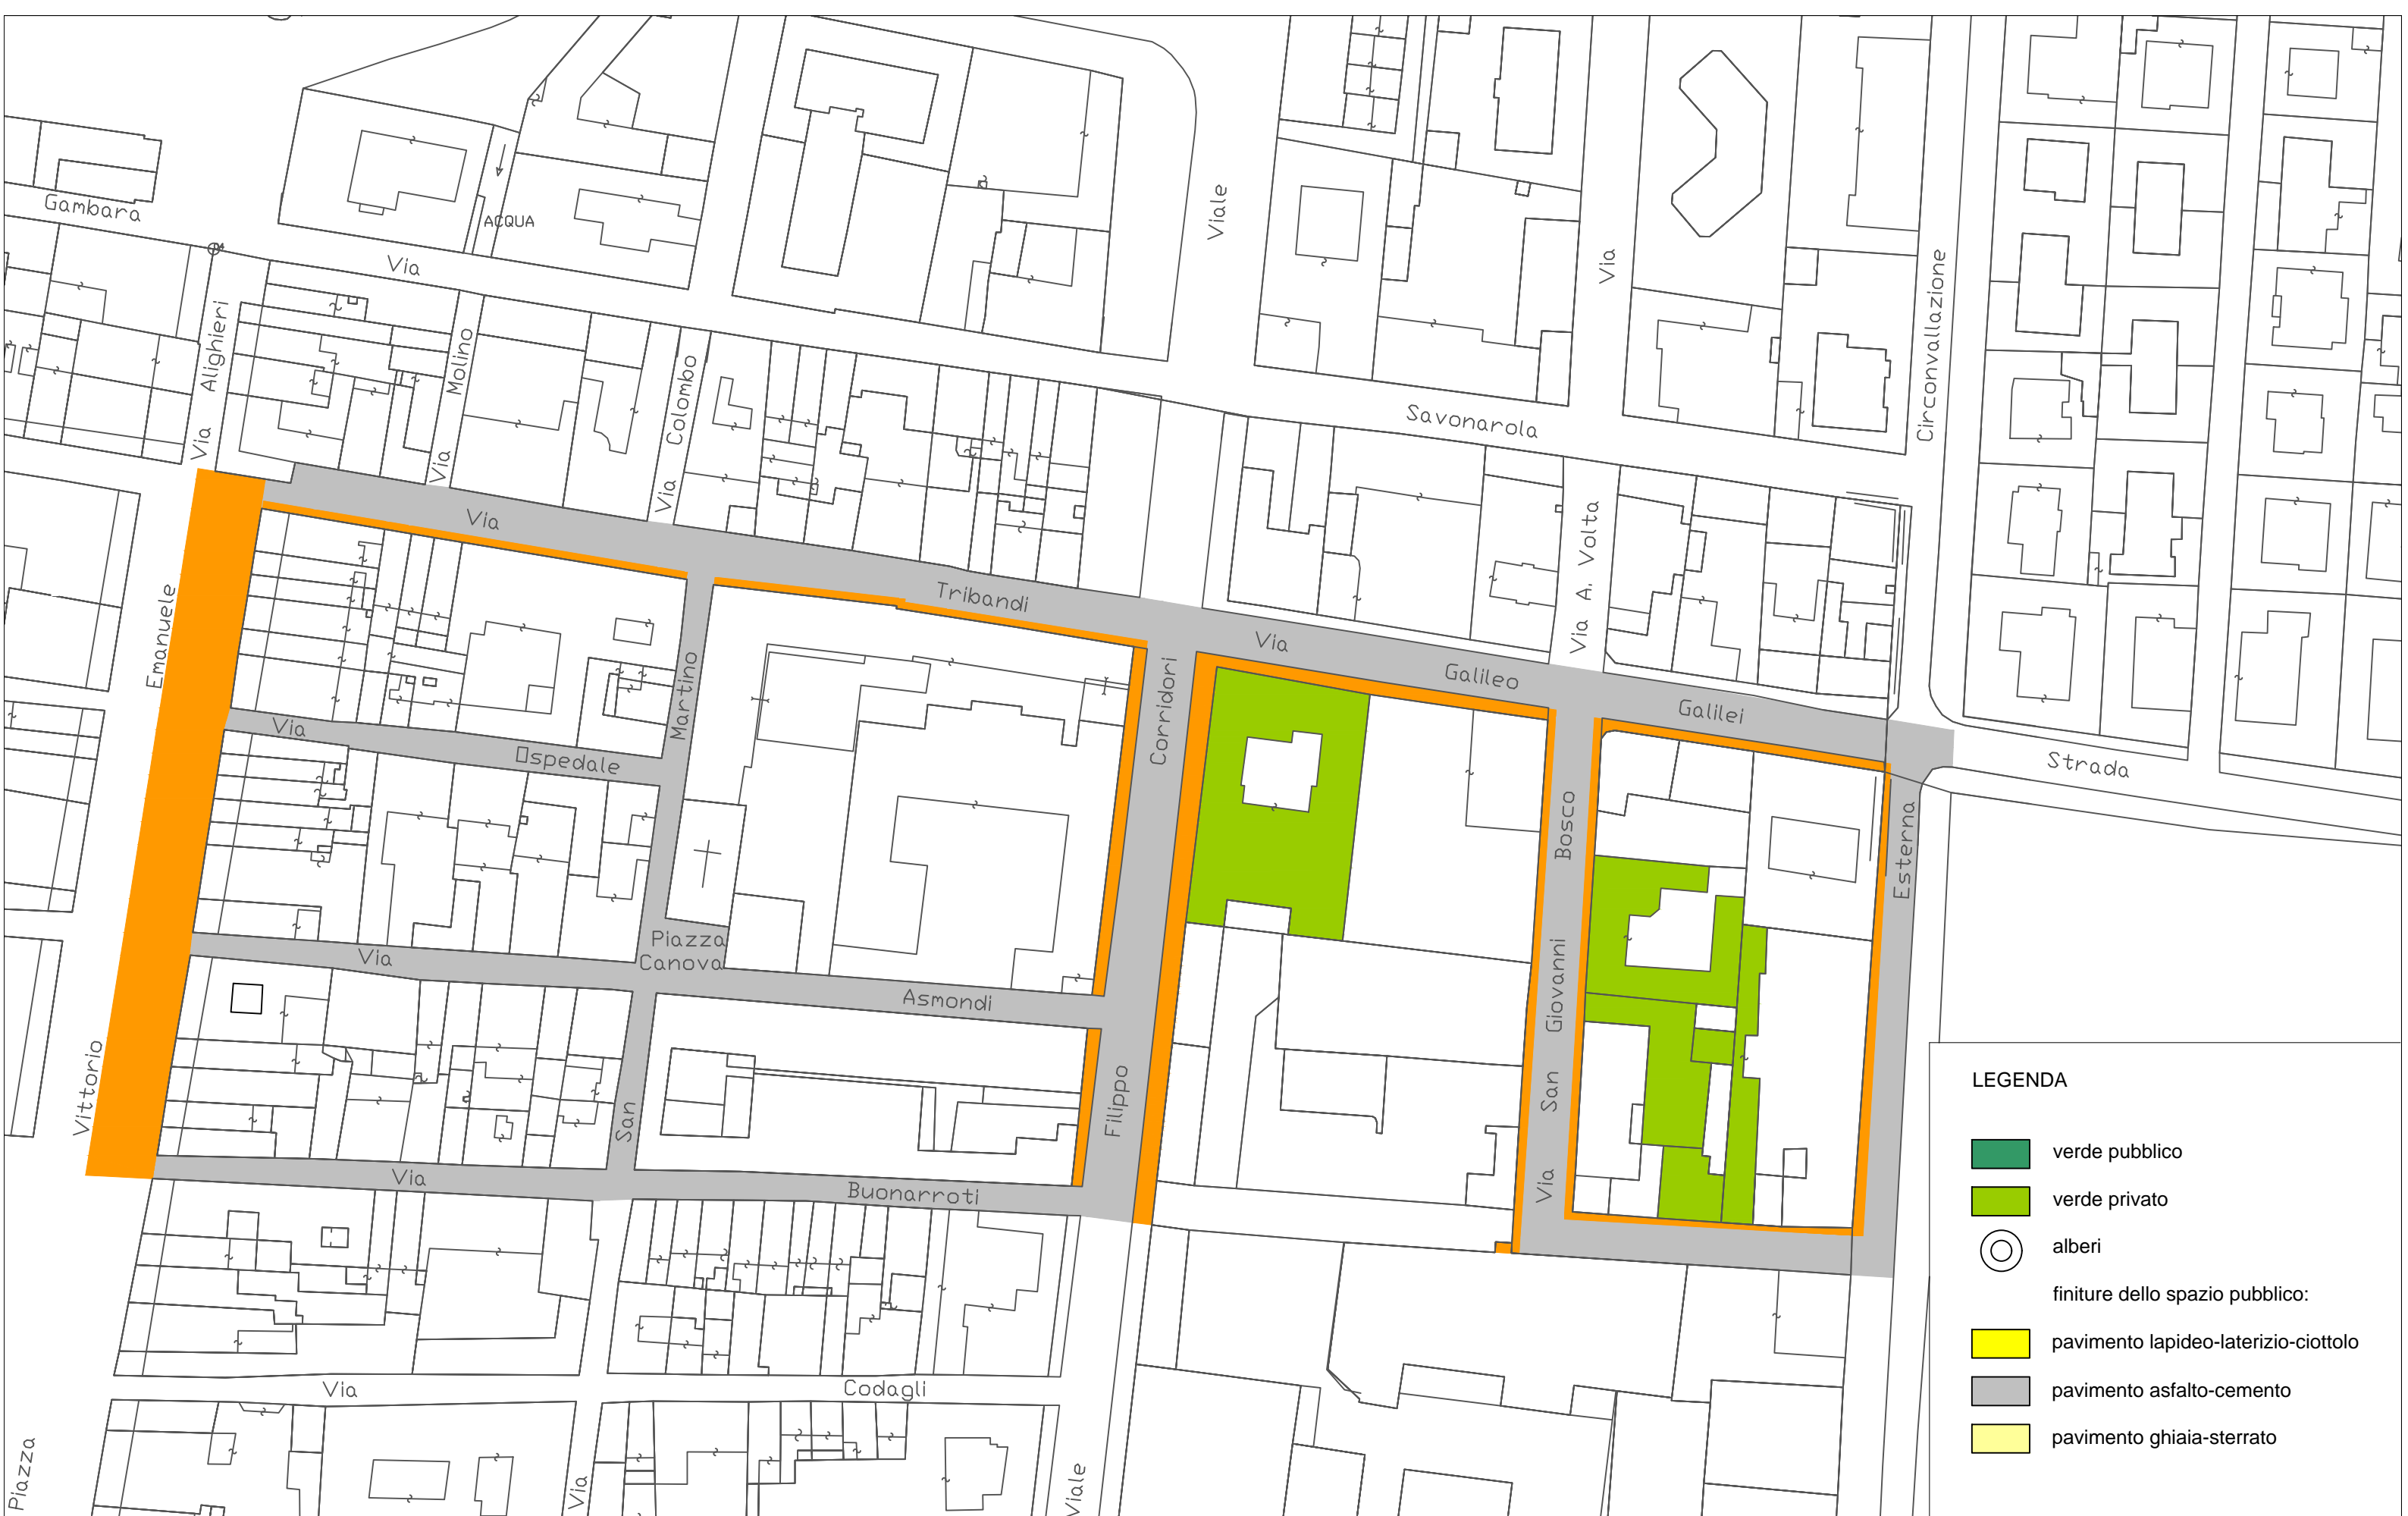 Gambara
ACQUA
Via
Viale
Via
Circonvallazione
Via Alighieri
Via Molino
Via Colombo
Savonarola
Via A. Volta
Via
Tribandi
Via
Galileo
Galilei
Strada
Emanuele
Vittorio
Via
Ospedale
Martino
San
Corridori
Filippo
Via San Giovanni Bosco
Esterna
Piazza
Canova
Via
Asmondi
Via
Buonarroti
Via
Codagli
Piazza
Via
Viale
LEGENDA
verde pubblico
verde privato
alberi
finiture dello spazio pubblico:
pavimento lapideo-laterizio-ciottolo
pavimento asfalto-cemento
pavimento ghiaia-sterrato